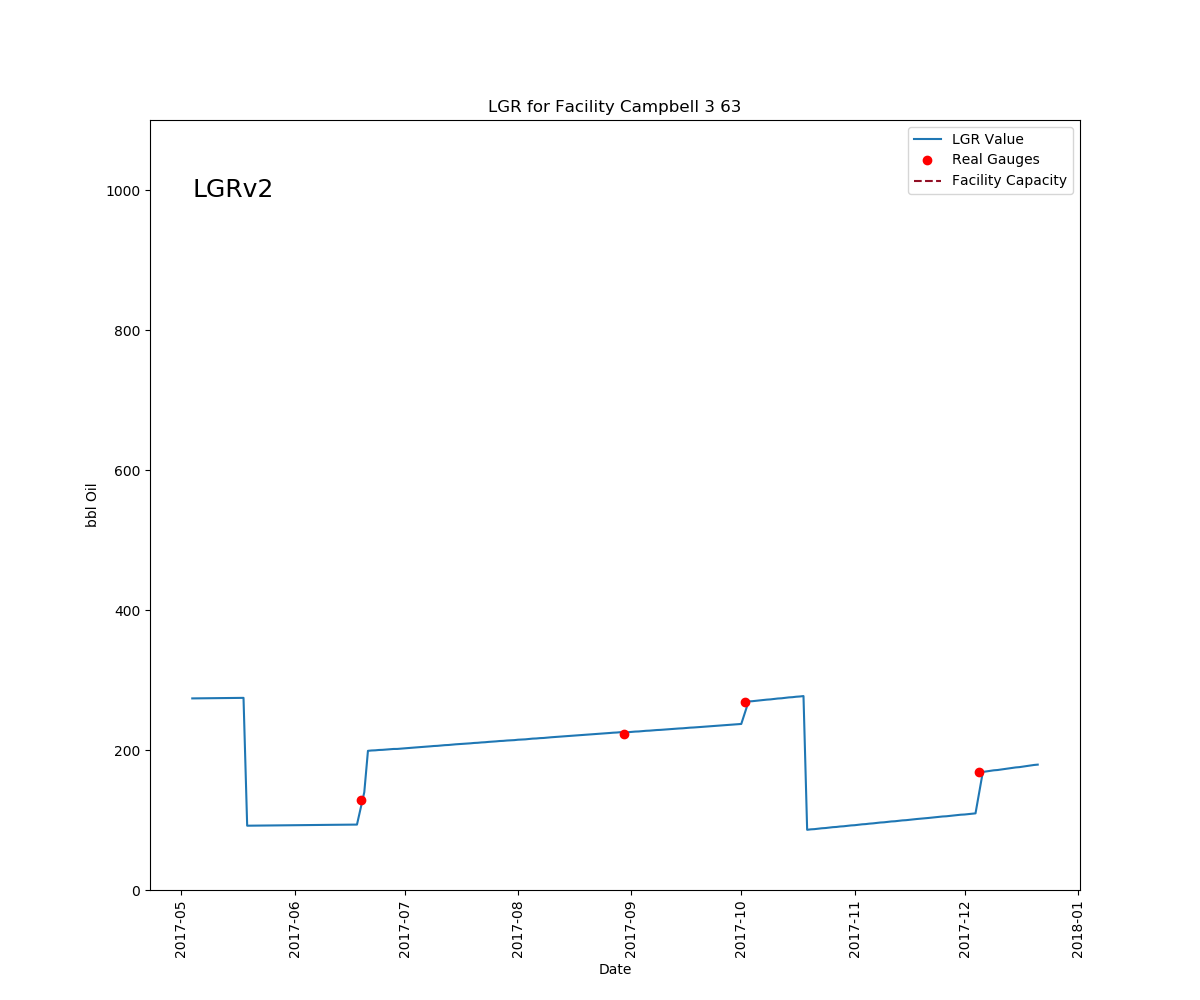 LGR for Facility Campbell 3 63
LGRv2
LGR Value
Real Gauges
Facility Capacity
1000
800
600
400
200
0
bbl Oil
2017-05
2017-06
2017-07
2017-08
2017-09
2017-10
2017-11
2017-12
2018-01
Date